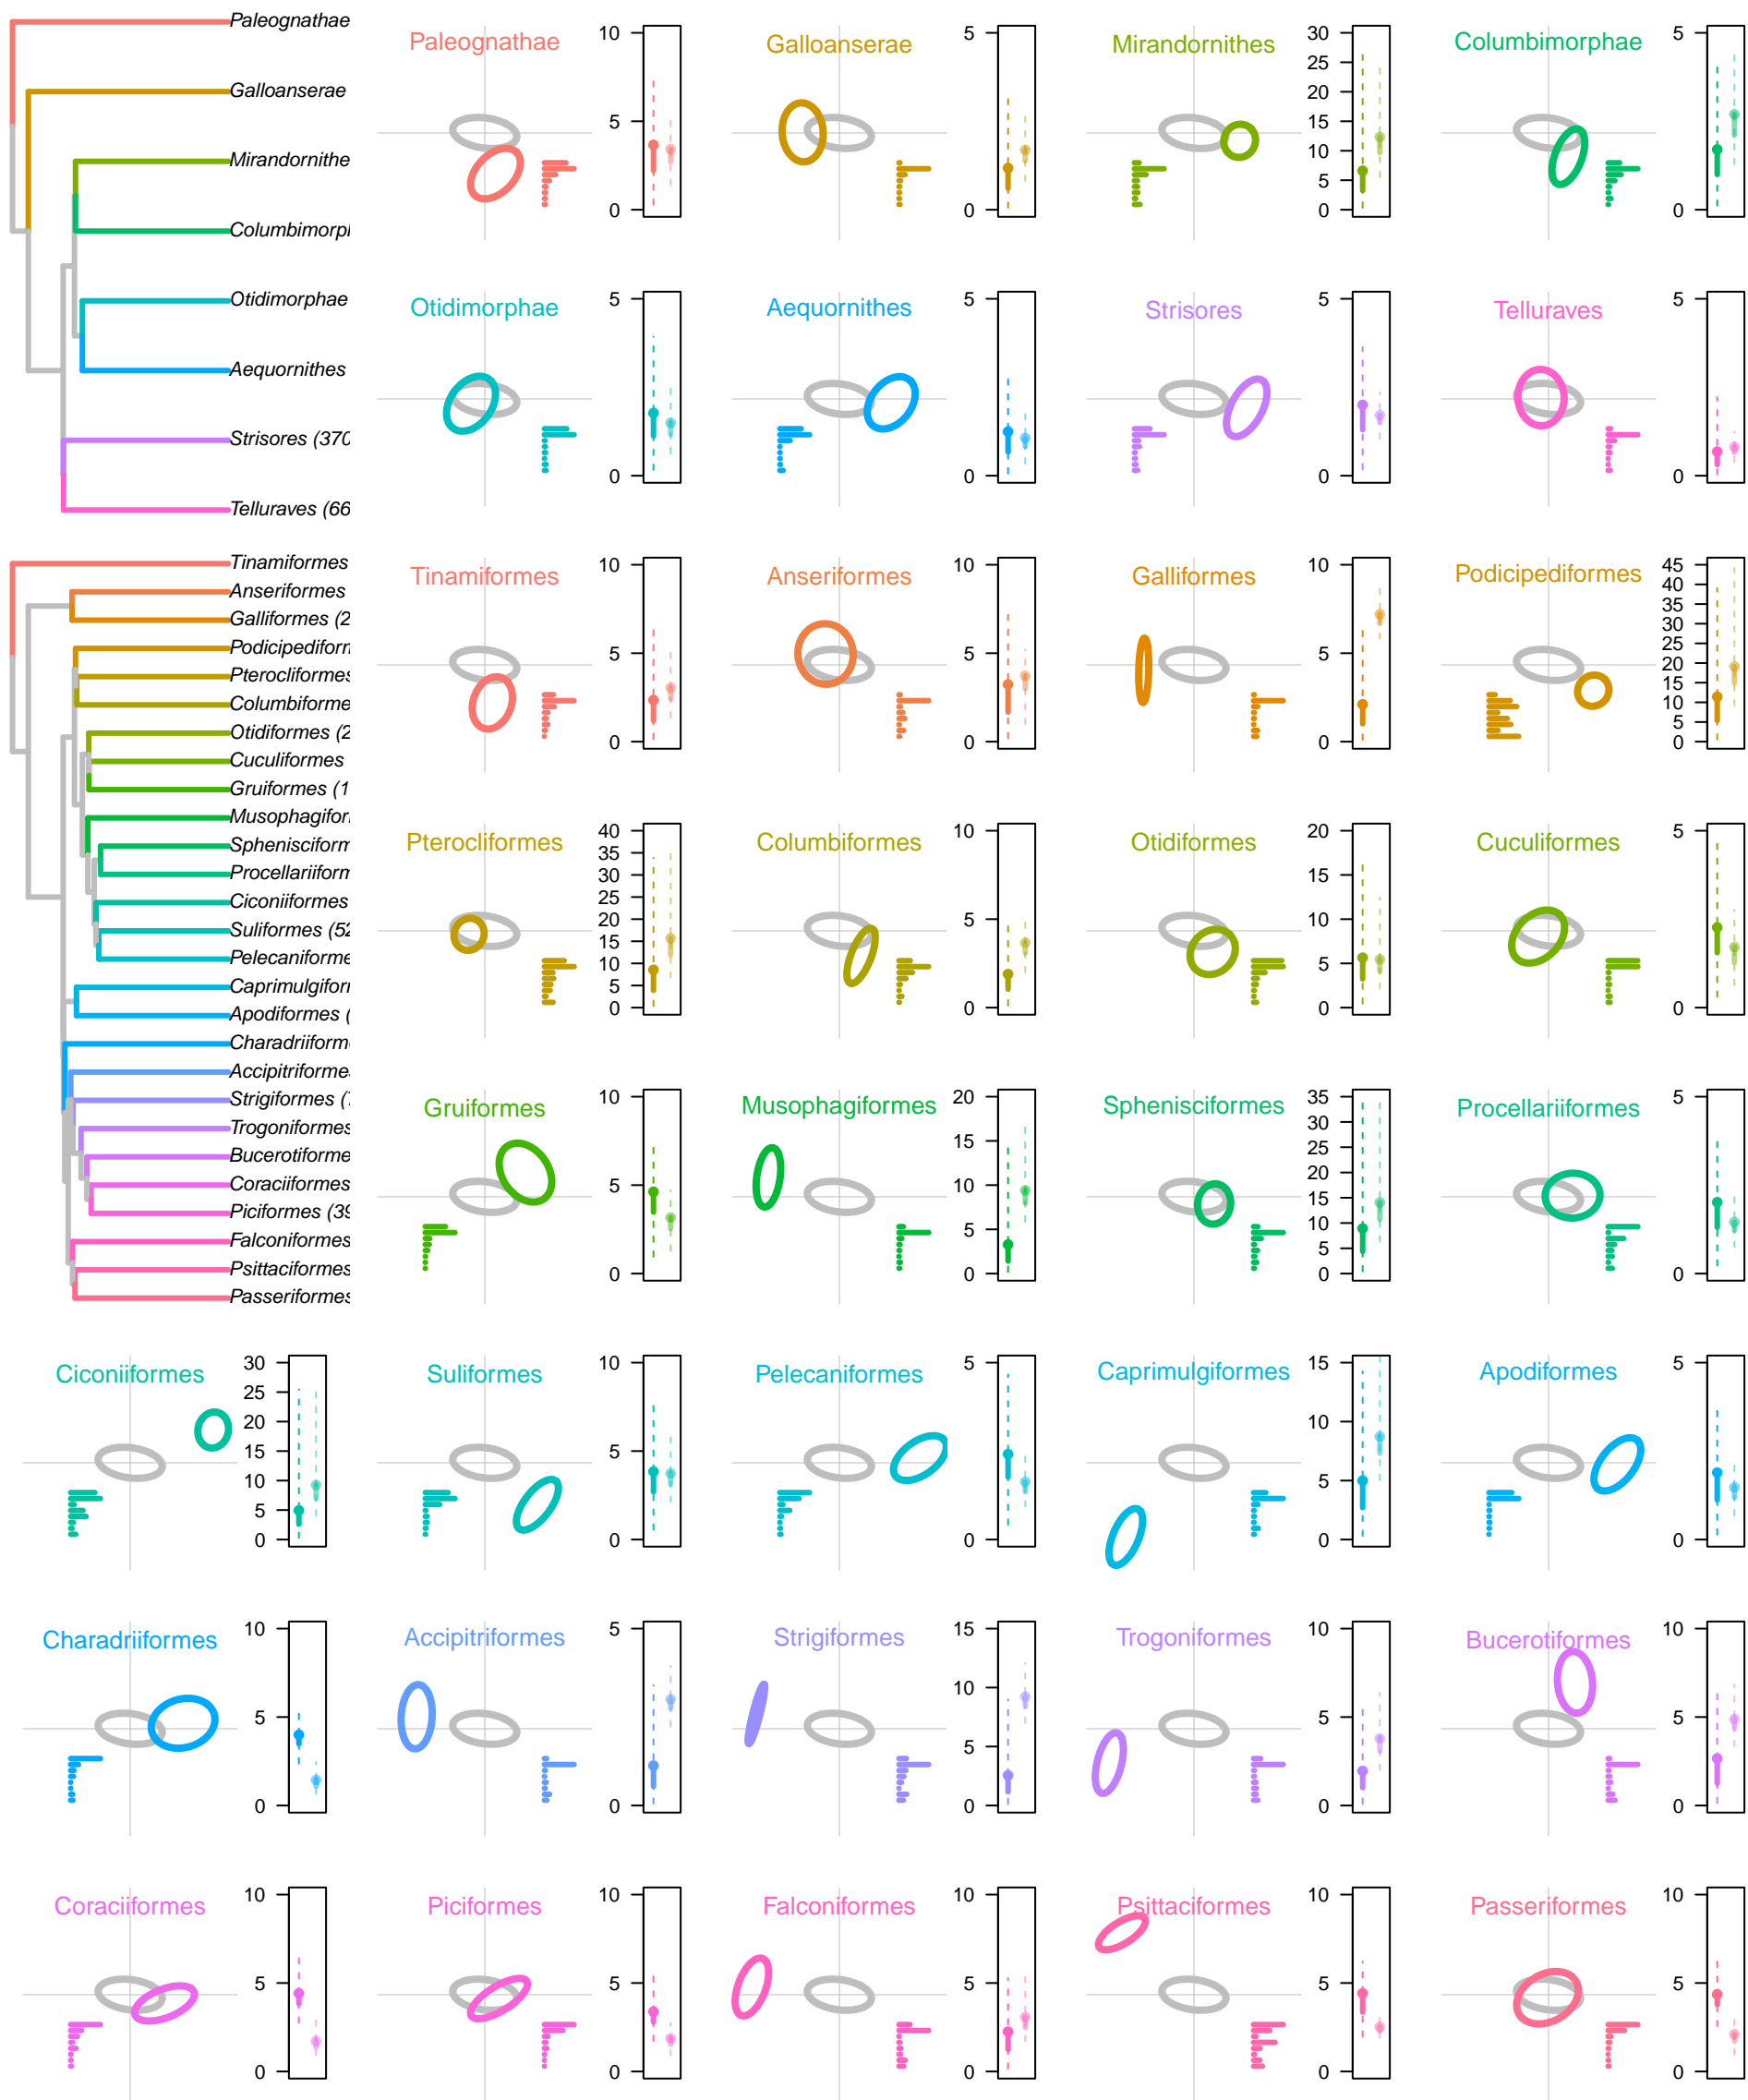 Paleognathae
Galloanserae
Mirandornithe
Columbimorpl
Otidimorphae
Aequornithes
Strisores (370
Telluraves (66
Paleognathae
10
5
0
Galloanserae
5
0
Mirandornithes
30
25
20
15
10
5
0
Columbimorphae
5
0
Otidimorphae
5
0
Aequornithes
5
0
Strisores
5
0
Telluraves
5
0
Tinamiformes
Anseriformes
Galliformes (2
Podicipediforn
Pterocliformes
Columbiforme
Otidiformes (2
Cuculiformes
Gruiformes (1
Musophagifor
Sphenisciform
Procellariiform
Ciconiiformes
Suliformes (52
Pelecaniforme
Caprimulgifor
Apodiformes (
Charadriiform
Accipitriforme
Strigiformes (
Trogoniformes
Bucerotiforme
Coraciiformes
Piciformes (39
Falconiformes
Psittaciformes
Passeriformes
Tinamiformes
10
5
0
Anseriformes
10
5
0
Galliformes
10
5
0
Podicipediformes
45
40
35
30
25
20
15
10
5
0
Pterocliformes
40
35
30
25
20
15
10
5
0
Columbiformes
10
5
0
Otidiformes
20
15
10
5
0
Cuculiformes
5
0
Gruiformes
10
5
0
Musophagiformes
20
15
10
5
0
Sphenisciformes
35
30
25
20
15
10
5
0
Procellariiformes
5
0
Ciconiiformes
30
25
20
15
10
5
0
Suliformes
10
5
0
Pelecaniformes
5
0
Caprimulgiformes
15
10
5
0
Apodiformes
5
0
Charadriiformes
10
5
0
Accipitriformes
5
0
Strigiformes
15
10
5
0
Trogoniformes
10
5
0
Bucerotiformes
10
5
0
Coraciiformes
10
5
0
Piciformes
10
5
0
Falconiformes
10
5
0
Psittaciformes
10
5
0
Passeriformes
10
5
0